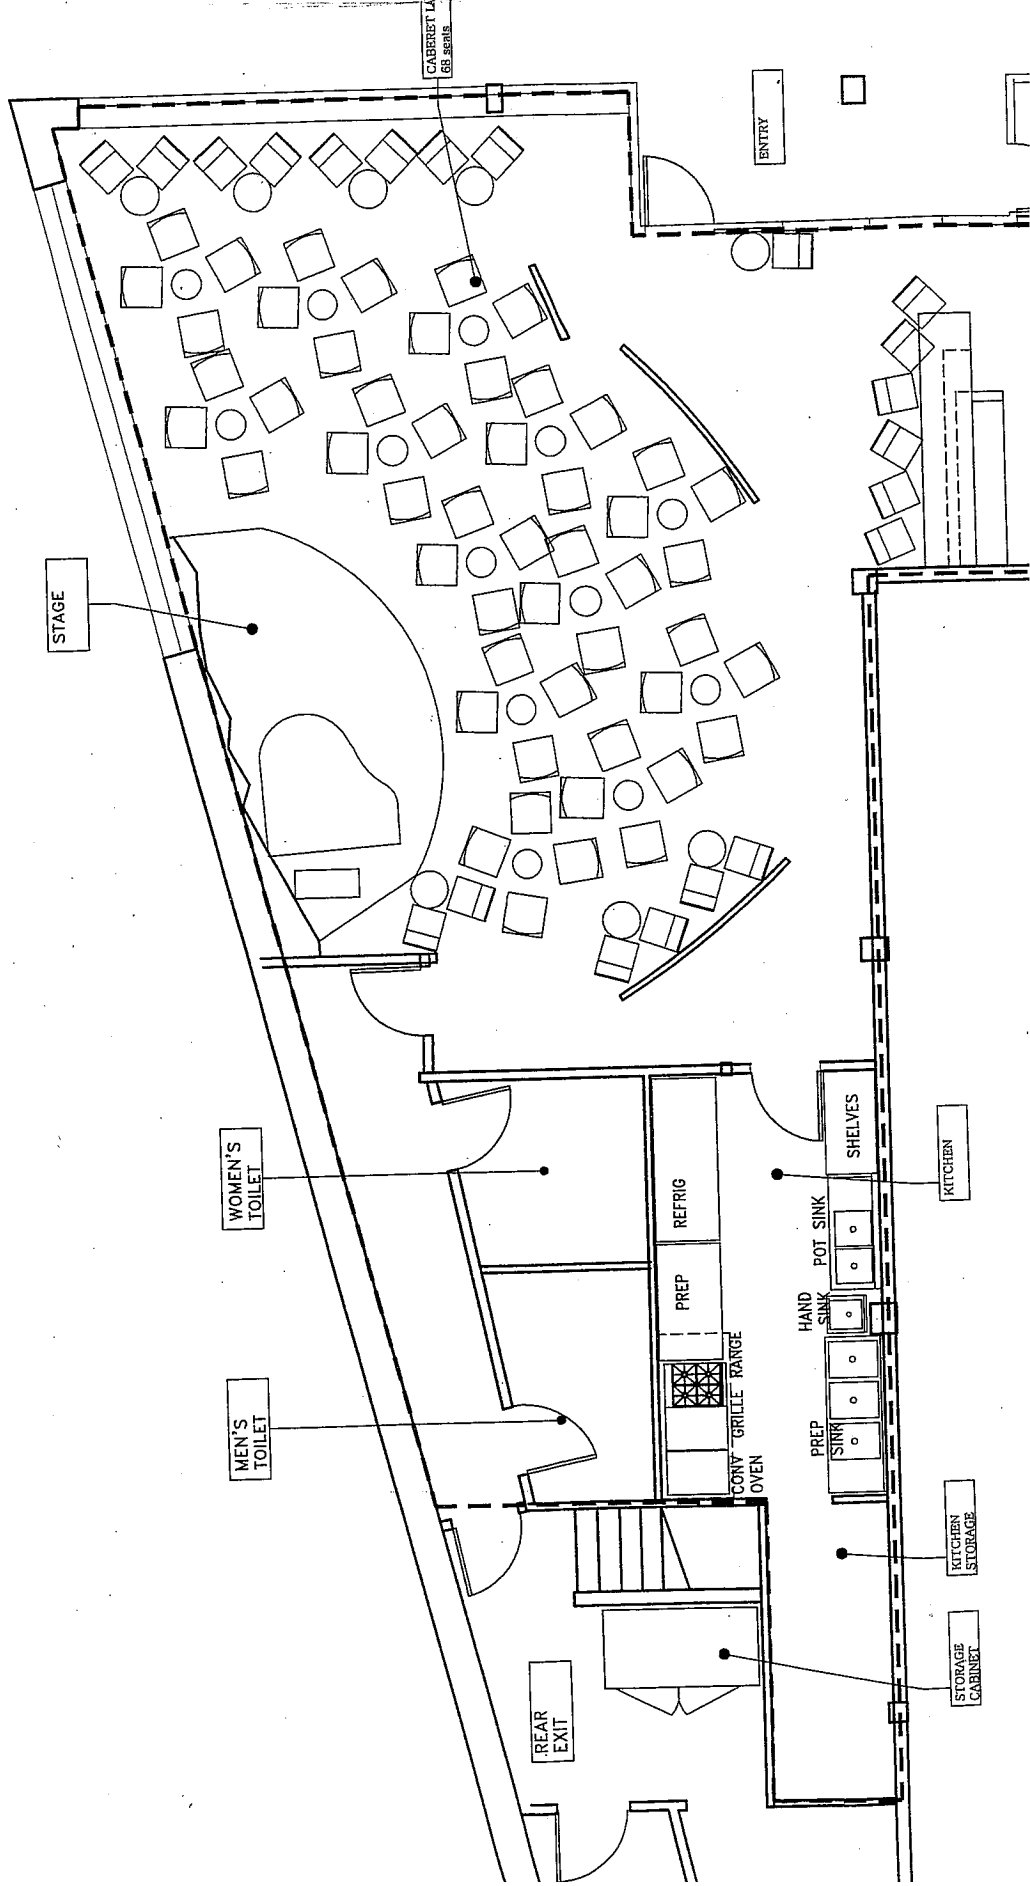 CABERET LA
68 seats
ENTRY
STAGE
WOMEN'S
TOILET
MEN'S
TOILET
REFRIG
PREP
GRILLE RANGE
CONV
OVEN
SHELVES
POT SINK
HAND
SINK
PREP
SINK
KITCHEN
KITCHEN
STORAGE
STORAGE
CABINET
REAR
EXIT